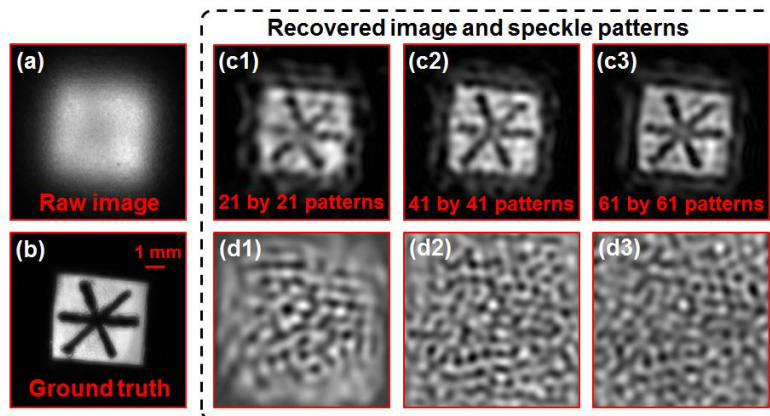 Recovered image and speckle patterns
(a)
Raw image
(c1)
21 by 21 patterns
(c2)
41 by 41 patterns
(c3)
61 by 61 patterns
(b)
1 mm
Ground truth
(d1)
(d2)
(d3)